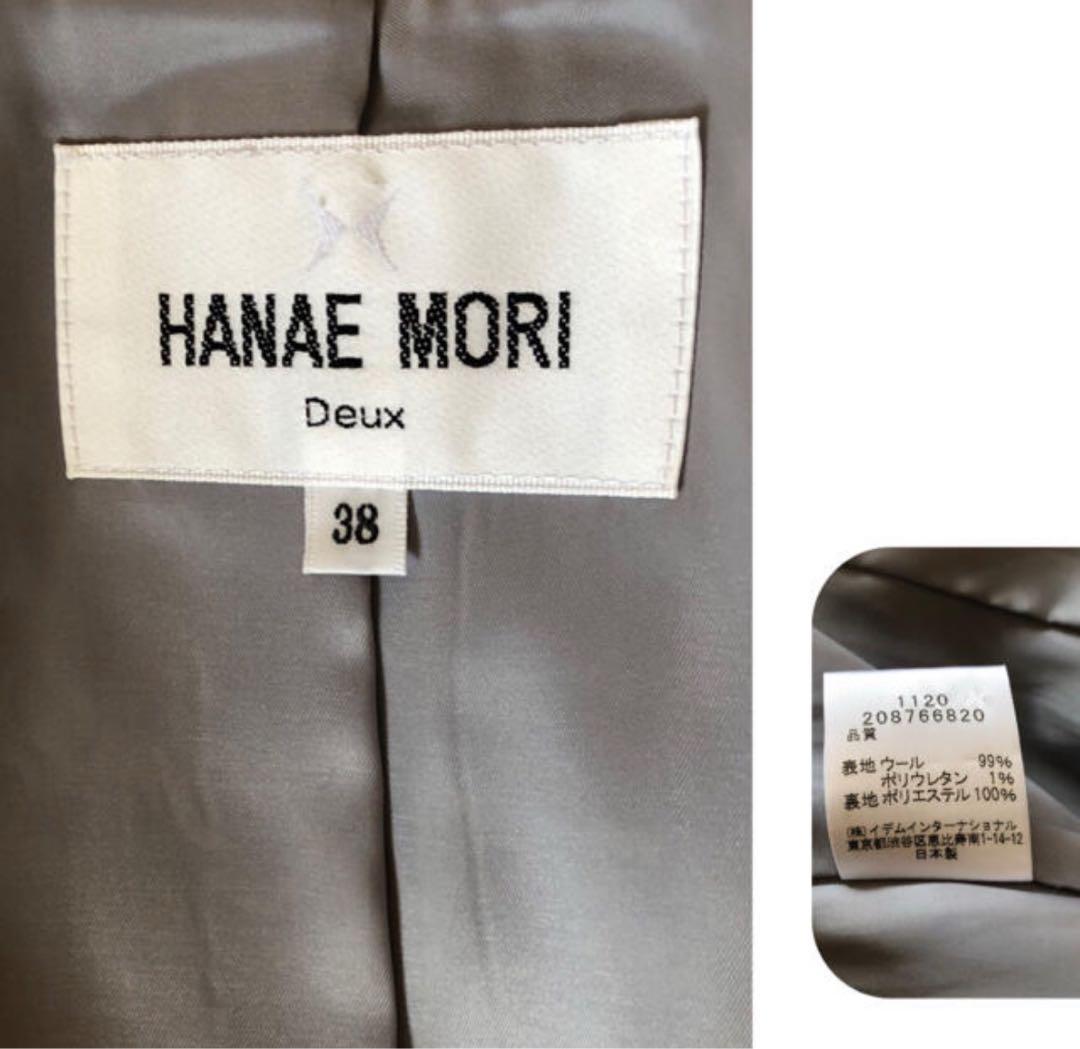 HANAE MORI
Deux
38
1120
208766820
品質
表地 ウール 99%
ポリウレタン 1%
裏地 ポリエステル 100%
(株)イデムインターナショナル
東京都渋谷区恵比寿南1-14-12
日本製